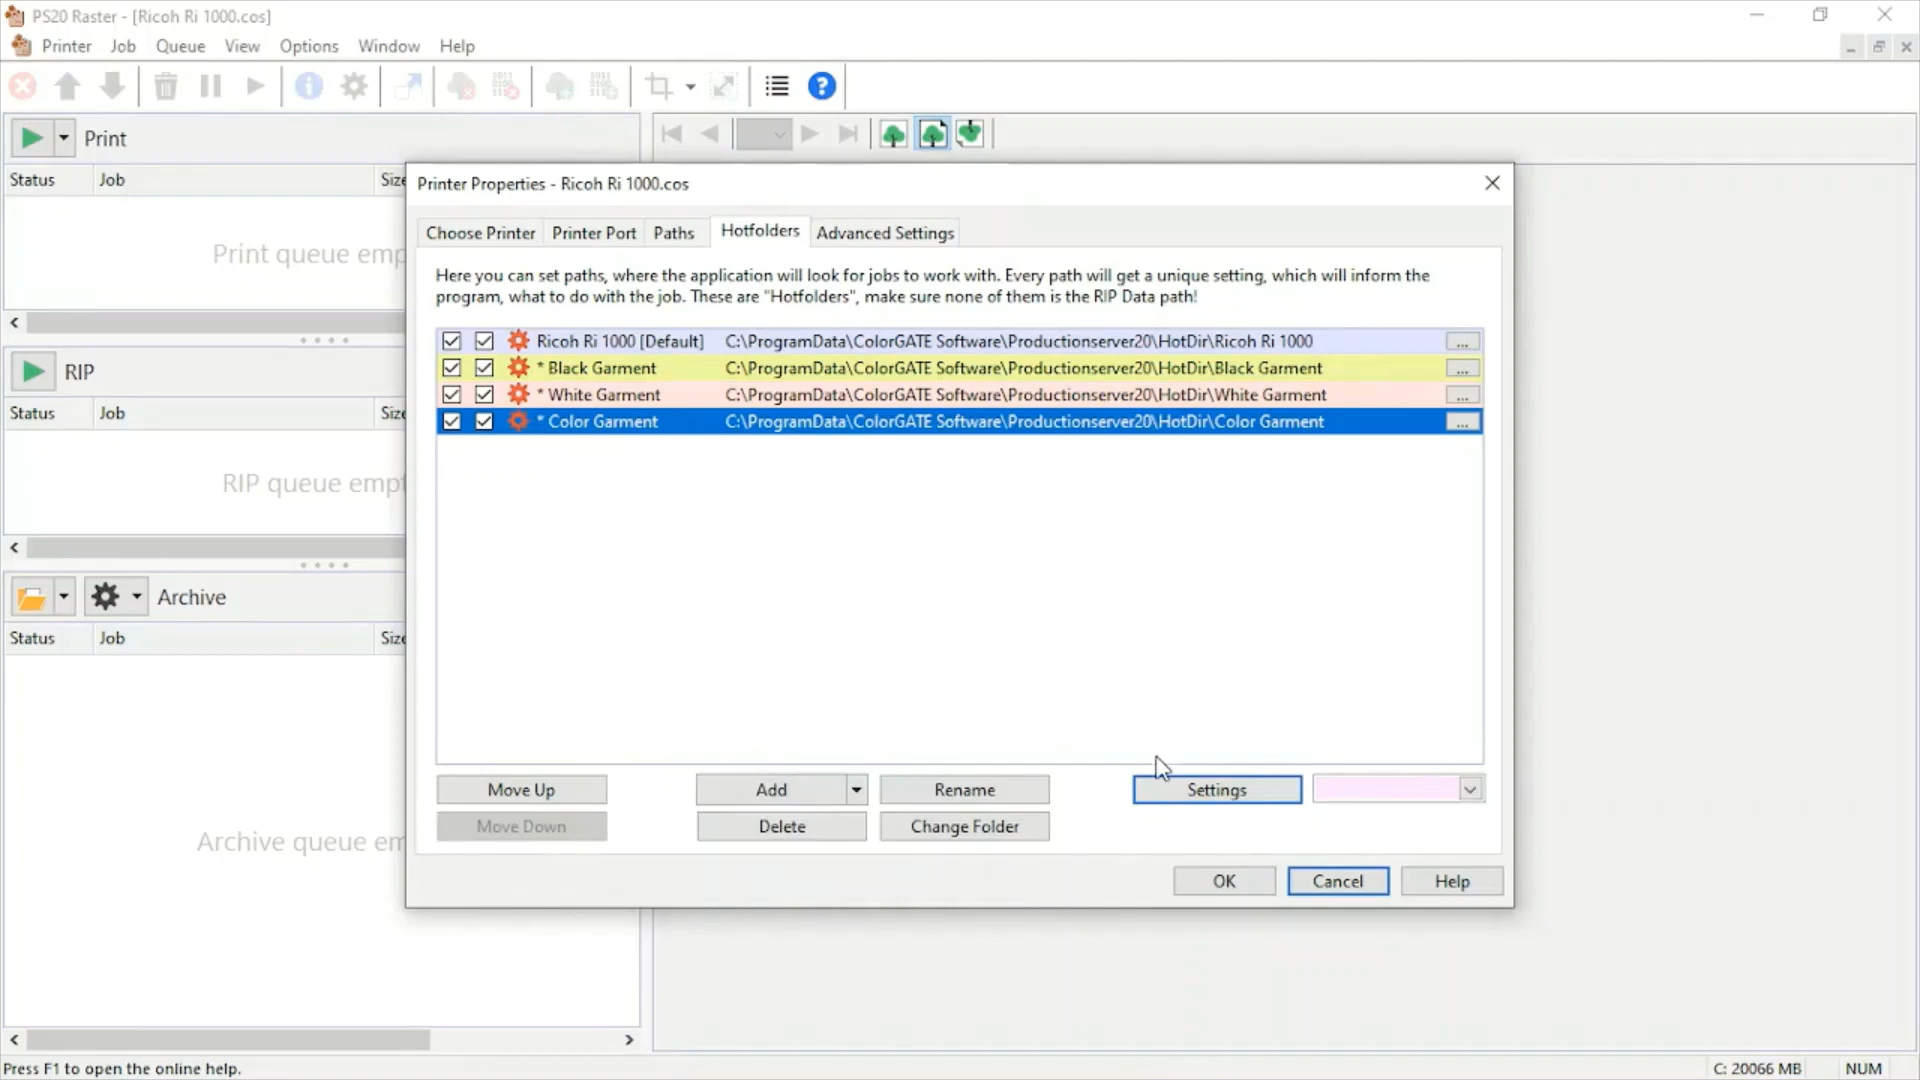 PS20 Raster - [Ricoh Ri 1000.cos]
Printer Job Queue View Options Window Help
Print
Status Job Size
Print queue emp
RIP
Status Job Size
RIP queue empt
Archive
Status Job Size
Archive queue em
Printer Properties - Ricoh Ri 1000.cos
Choose Printer Printer Port Paths Hotfolders Advanced Settings
Here you can set paths, where the application will look for jobs to work with. Every path will get a unique setting, which will inform the
program, what to do with the job. These are "Hotfolders", make sure none of them is the RIP Data path!
Ricoh Ri 1000 [Default] C:\ProgramData\ColorGATE Software\Productionserver20\HotDir\Ricoh Ri 1000 ...
* Black Garment C:\ProgramData\ColorGATE Software\Productionserver20\HotDir\Black Garment ...
* White Garment C:\ProgramData\ColorGATE Software\Productionserver20\HotDir\White Garment ...
* Color Garment C:\ProgramData\ColorGATE Software\Productionserver20\HotDir\Color Garment ...
Move Up Add Rename Settings
Move Down Delete Change Folder
OK Cancel Help
Press F1 to open the online help. C: 20066 MB NUM